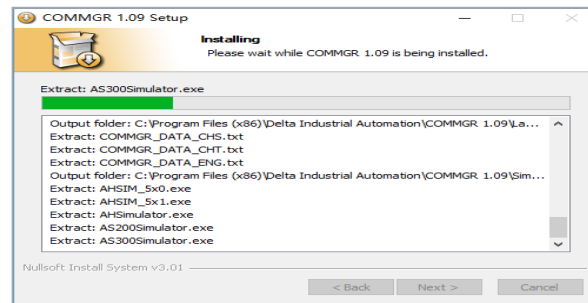 COMMGR 1.09 Setup
Installing
Please wait while COMMGR 1.09 is being installed.
Extract: AS300Simulator.exe
Output folder: C:\Program Files (x86)\Delta Industrial Automation\COMMGR 1.09\La...
Extract: COMMGR_DATA_CHS.txt
Extract: COMMGR_DATA_CHT.txt
Extract: COMMGR_DATA_ENG.txt
Output folder: C:\Program Files (x86)\Delta Industrial Automation\COMMGR 1.09\Sim...
Extract: AHSIM_5x0.exe
Extract: AHSIM_5x1.exe
Extract: AHSimulator.exe
Extract: AS200Simulator.exe
Extract: AS300Simulator.exe
Nullsoft Install System v3.01
< Back Next > Cancel